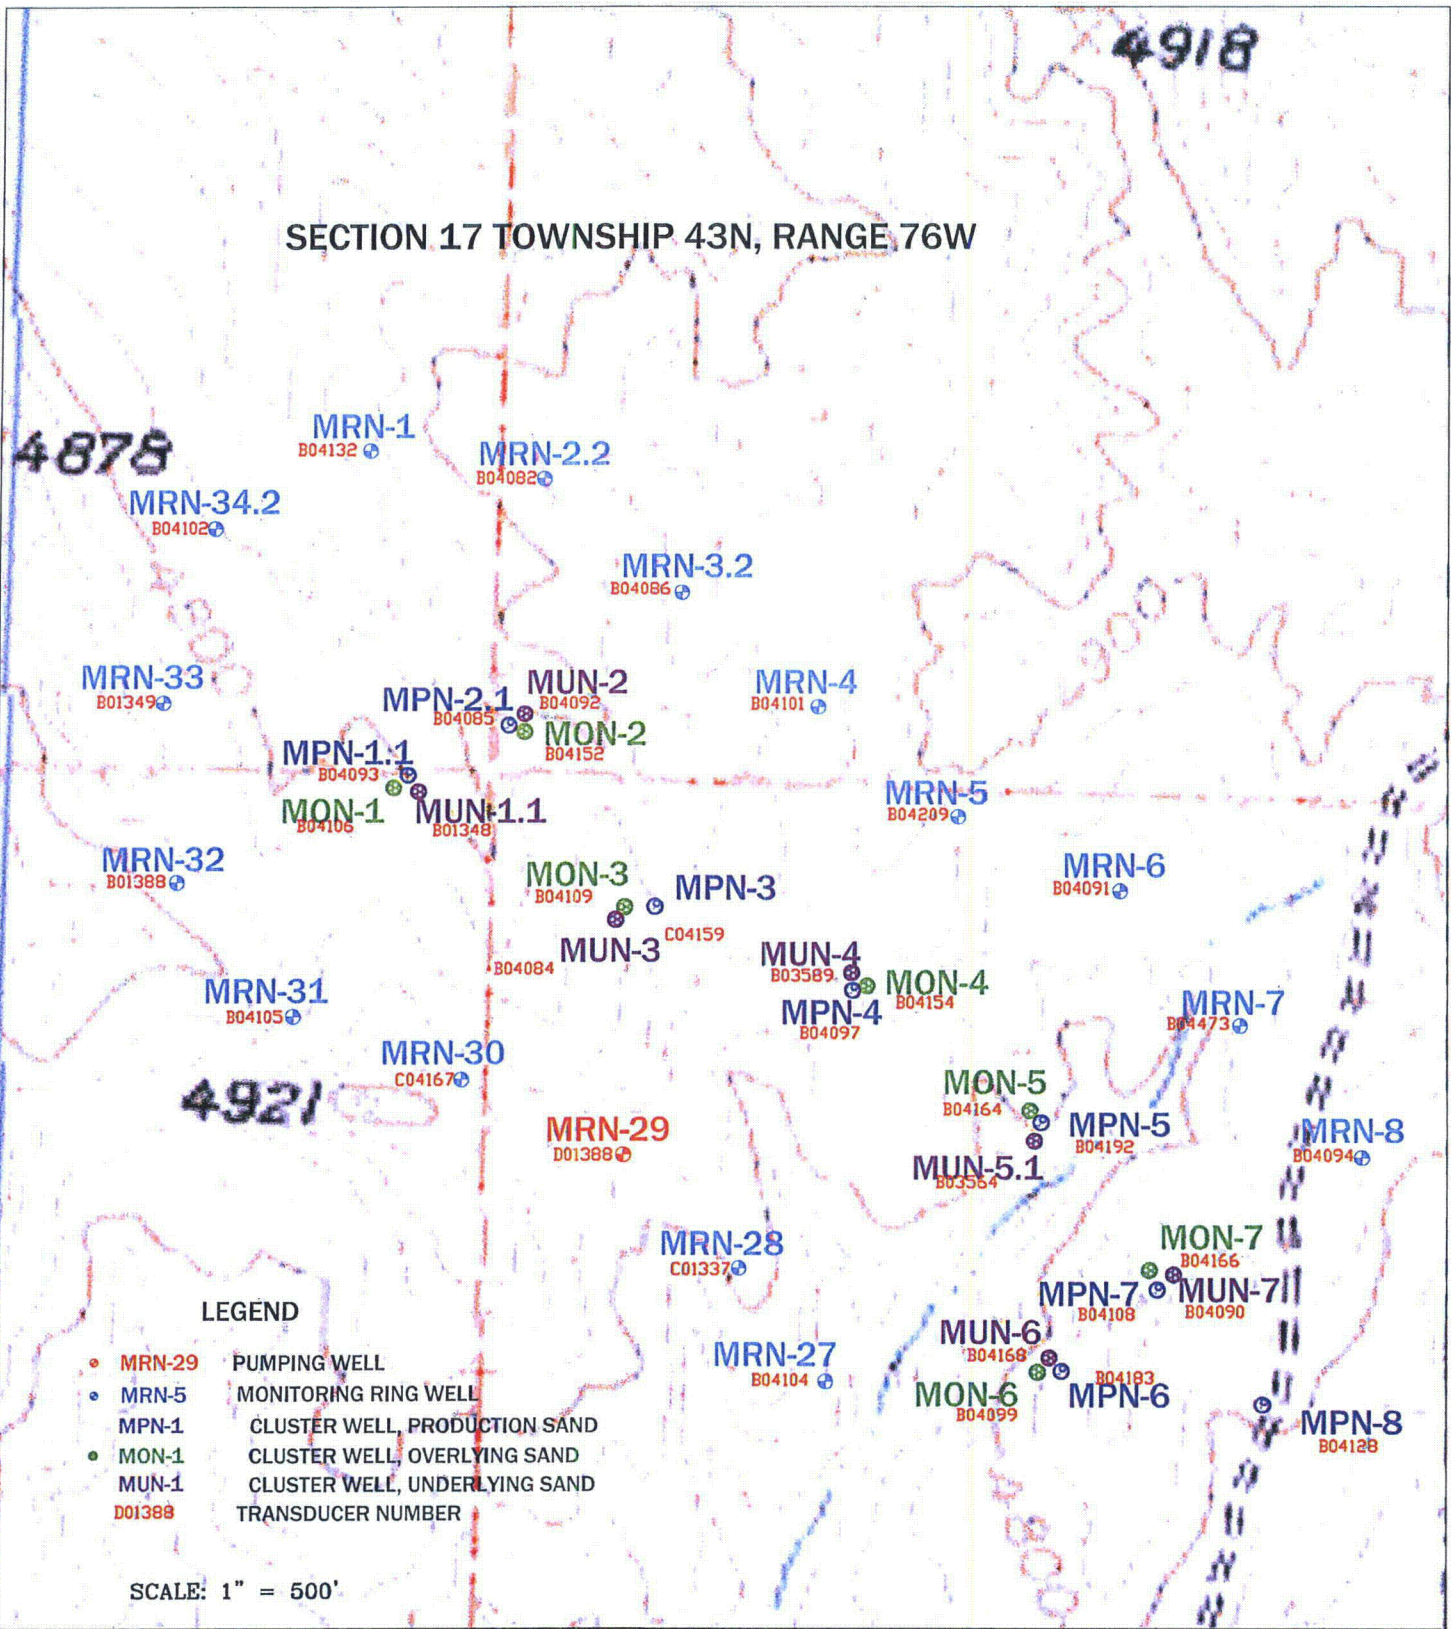 4918
SECTION 17 TOWNSHIP 43N, RANGE 76W
MRN-1
B04132
MRN-2.2
B04082
4878
MRN-34.2
B04102
MRN-3.2
B04086
MRN-33
B01349
MPN-2.1
B04085
MUN-2
B04092
MON-2
B04152
MRN-4
B04101
MPN-1.1
B04093
MON-1
B04106
MUN-1.1
B01348
MRN-5
B04209
MRN-32
B01388
MON-3
B04109
MPN-3
C04159
MUN-3
B04084
MRN-6
B04091
MUN-4
B03589
MON-4
B04154
MPN-4
B04097
MRN-31
B04105
MRN-7
B04473
MRN-30
C04167
4921
MON-5
B04164
MPN-5
B04192
MUN-5.1
B03564
MRN-29
D01388
MRN-8
B04094
MRN-28
C01337
MON-7
B04166
MPN-7
B04108
MUN-7
B04090
MUN-6
B04168
MRN-27
B04104
MON-6
B04099
B04183
MPN-6
MPN-8
B04128
LEGEND
MRN-29 PUMPING WELL
MRN-5 MONITORING RING WELL
MPN-1 CLUSTER WELL, PRODUCTION SAND
MON-1 CLUSTER WELL, OVERLYING SAND
MUN-1 CLUSTER WELL, UNDERLYING SAND
D01388 TRANSDUCER NUMBER
SCALE: 1" = 500'